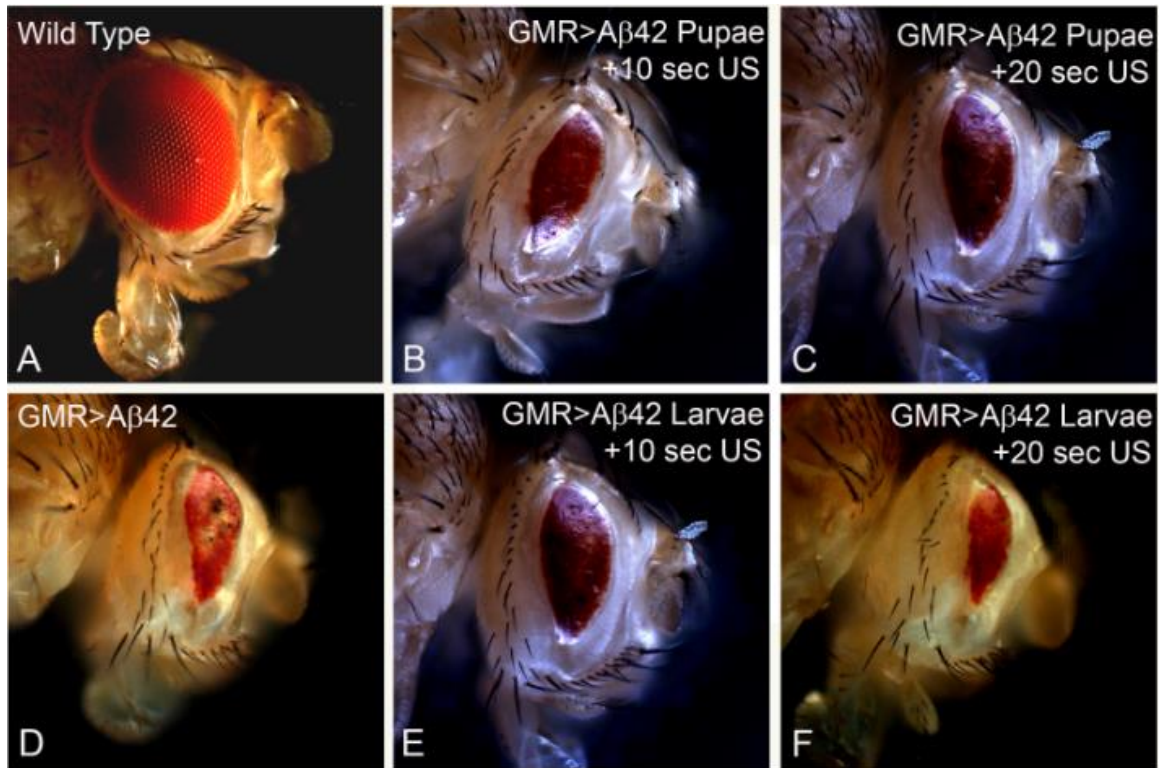 Wild Type
A
GMR>Aβ42 Pupae
+10 sec US
B
GMR>Aβ42 Pupae
+20 sec US
C
GMR>Aβ42
D
GMR>Aβ42 Larvae
+10 sec US
E
GMR>Aβ42 Larvae
+20 sec US
F